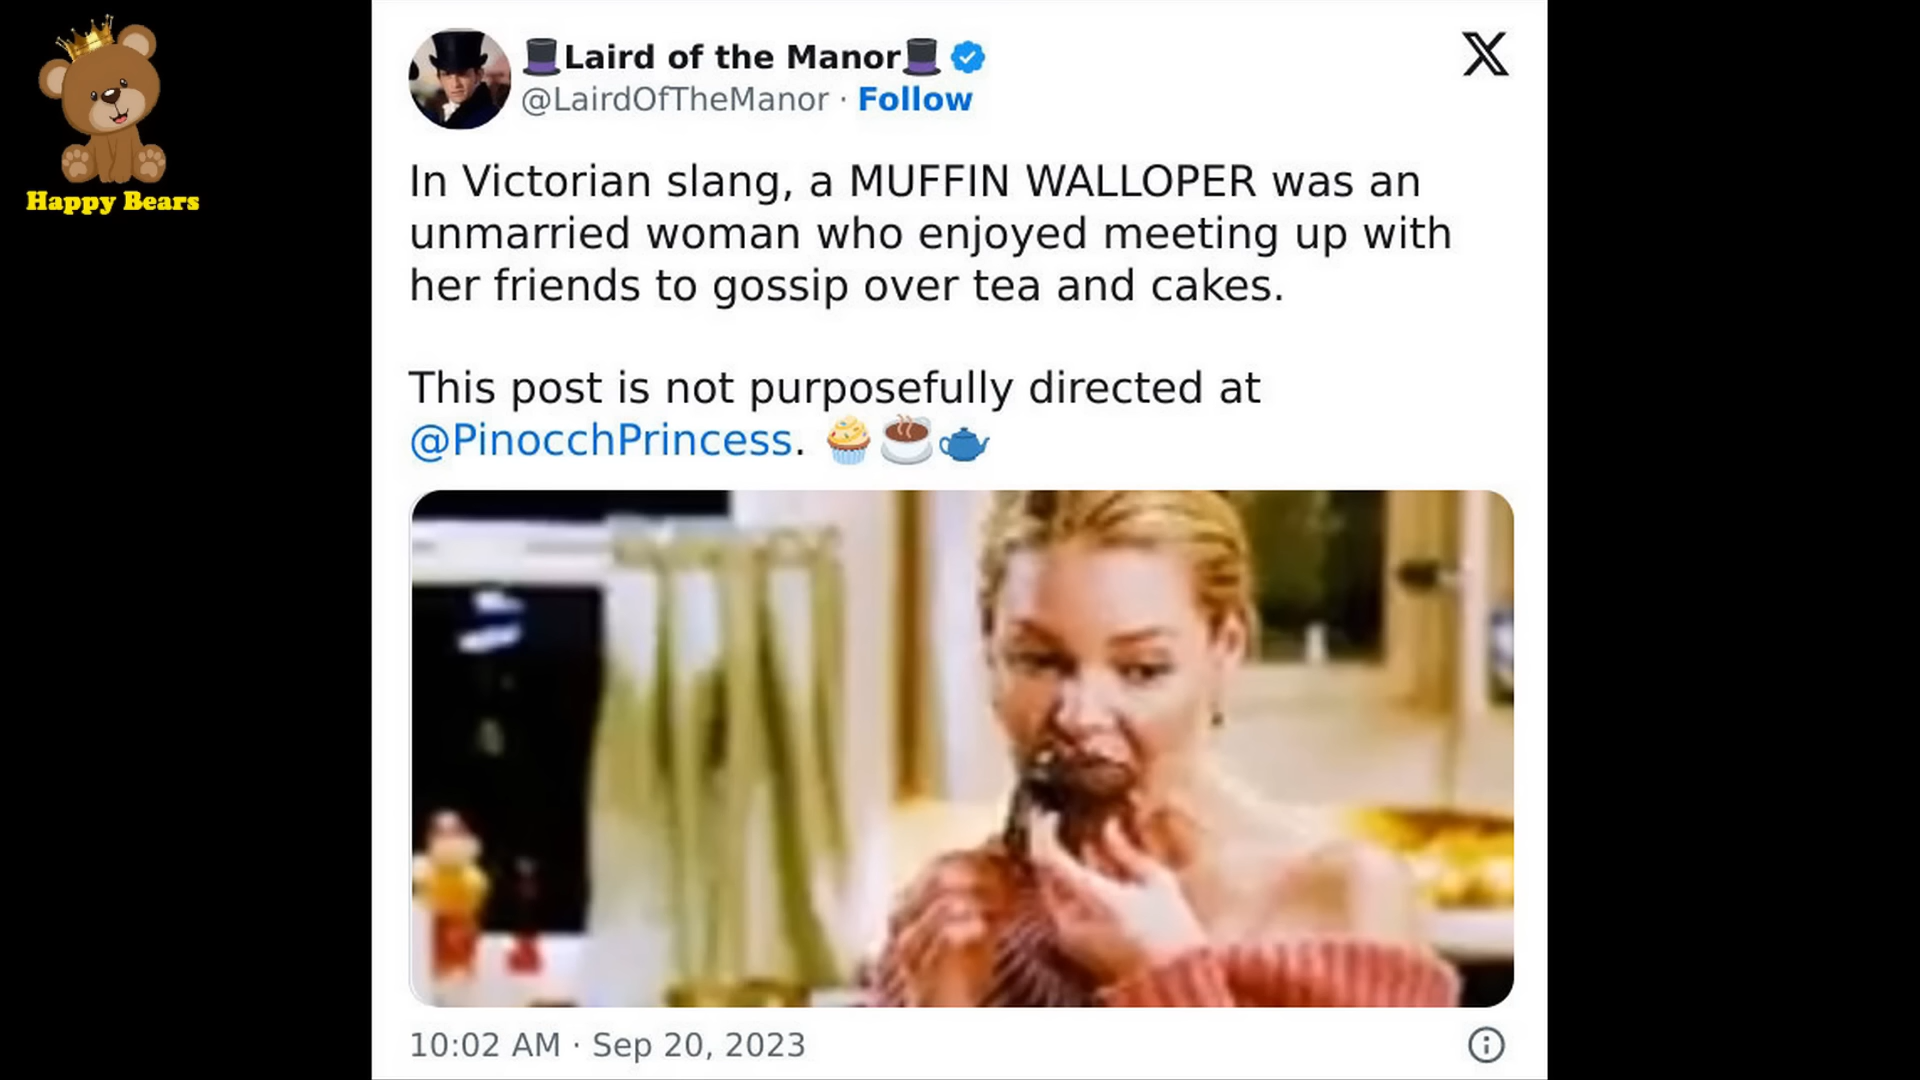 Happy Bears
Laird of the Manor
@LairdOfTheManor · Follow
In Victorian slang, a MUFFIN WALLOPER was an
unmarried woman who enjoyed meeting up with
her friends to gossip over tea and cakes.
This post is not purposefully directed at
@PinocchPrincess.
10:02 AM · Sep 20, 2023